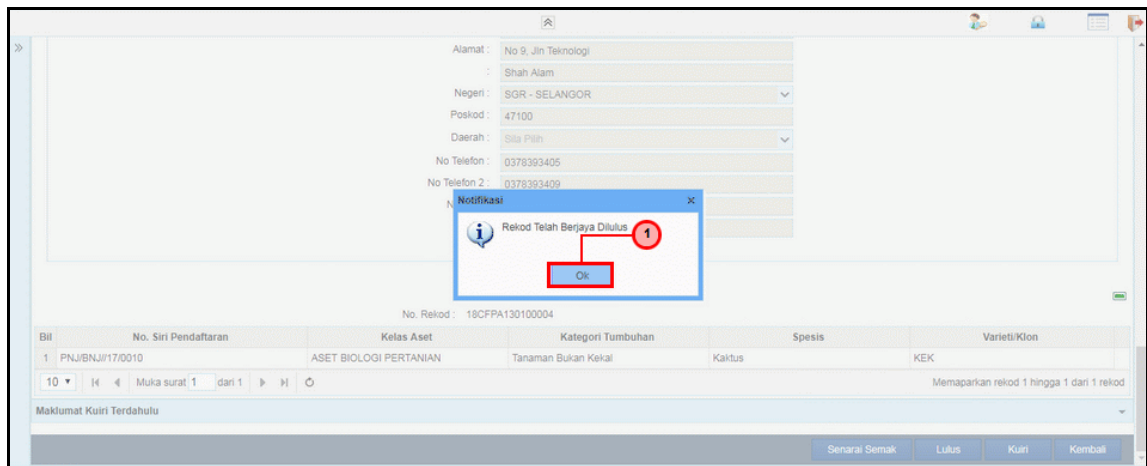 Alamat : No 9, Jln Teknologi
: Shah Alam
Negeri : SGR - SELANGOR
Poskod : 47100
Daerah : Sila Pilih
No Telefon : 0378393405
No Telefon 2 : 0378393409
N
Notifikasi x
Rekod Telah Berjaya Dilulus
1
Ok
No. Rekod : 18CFPA130100004
Bil No. Siri Pendaftaran Kelas Aset Kategori Tumbuhan Spesis Varieti/Klon
1 PNJ/BNJ//17/0010 ASET BIOLOGI PERTANIAN Tanaman Bukan Kekal Kaktus KEK
10 Muka surat 1 dari 1 Memaparkan rekod 1 hingga 1 dari 1 rekod
Maklumat Kuiri Terdahulu
Senarai Semak Lulus Kuiri Kembali